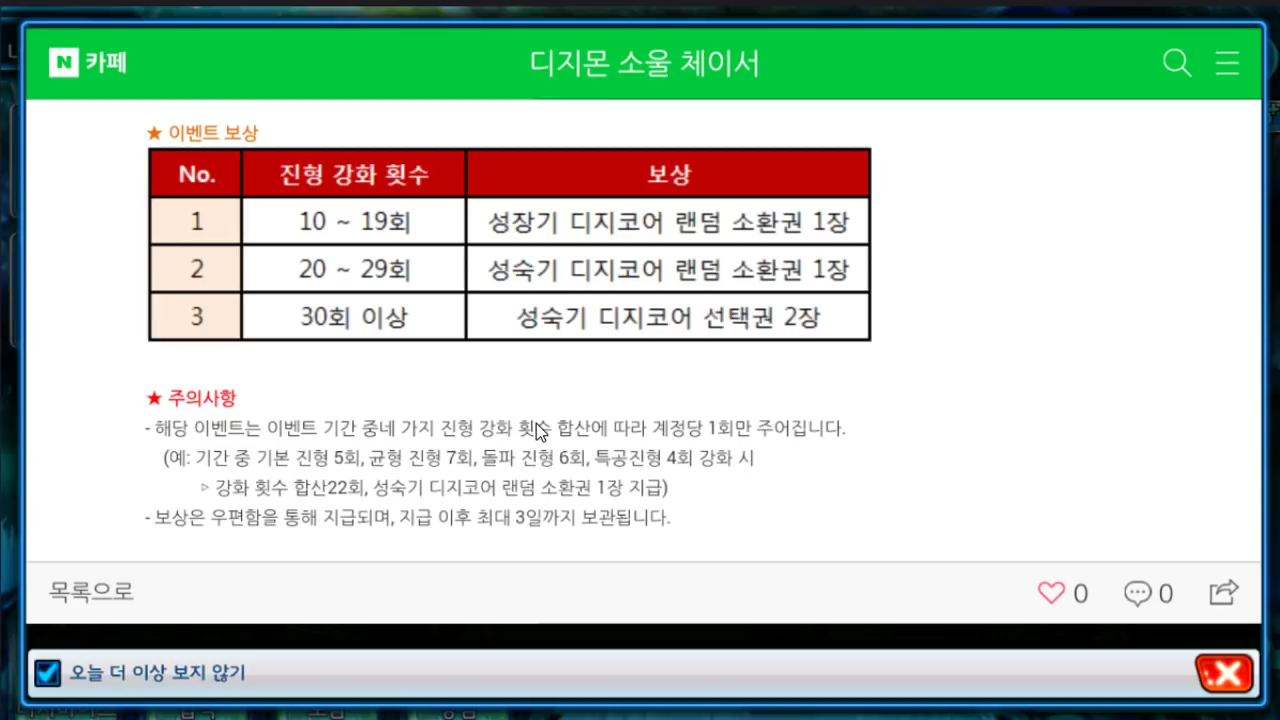 N 카페
디지몬 소울 체이서
★ 이벤트 보상
No. 진형 강화 횟수 보상
1 10 ~ 19회 성장기 디지코어 랜덤 소환권 1장
2 20 ~ 29회 성숙기 디지코어 랜덤 소환권 1장
3 30회 이상 성숙기 디지코어 선택권 2장
★ 주의사항
- 해당 이벤트는 이벤트 기간 중네 가지 진형 강화 횟수 합산에 따라 계정당 1회만 주어집니다.
(예: 기간 중 기본 진형 5회, 균형 진형 7회, 돌파 진형 6회, 특공진형 4회 강화 시
▷ 강화 횟수 합산22회, 성숙기 디지코어 랜덤 소환권 1장 지급)
- 보상은 우편함을 통해 지급되며, 지급 이후 최대 3일까지 보관됩니다.
목록으로 0 0
오늘 더 이상 보지 않기